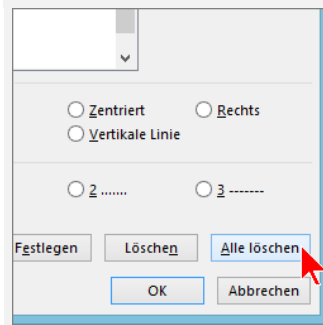 Zentriert Rechts
Vertikale Linie
2 ....... 3 -------
Festlegen Löschen Alle löschen
OK Abbrechen